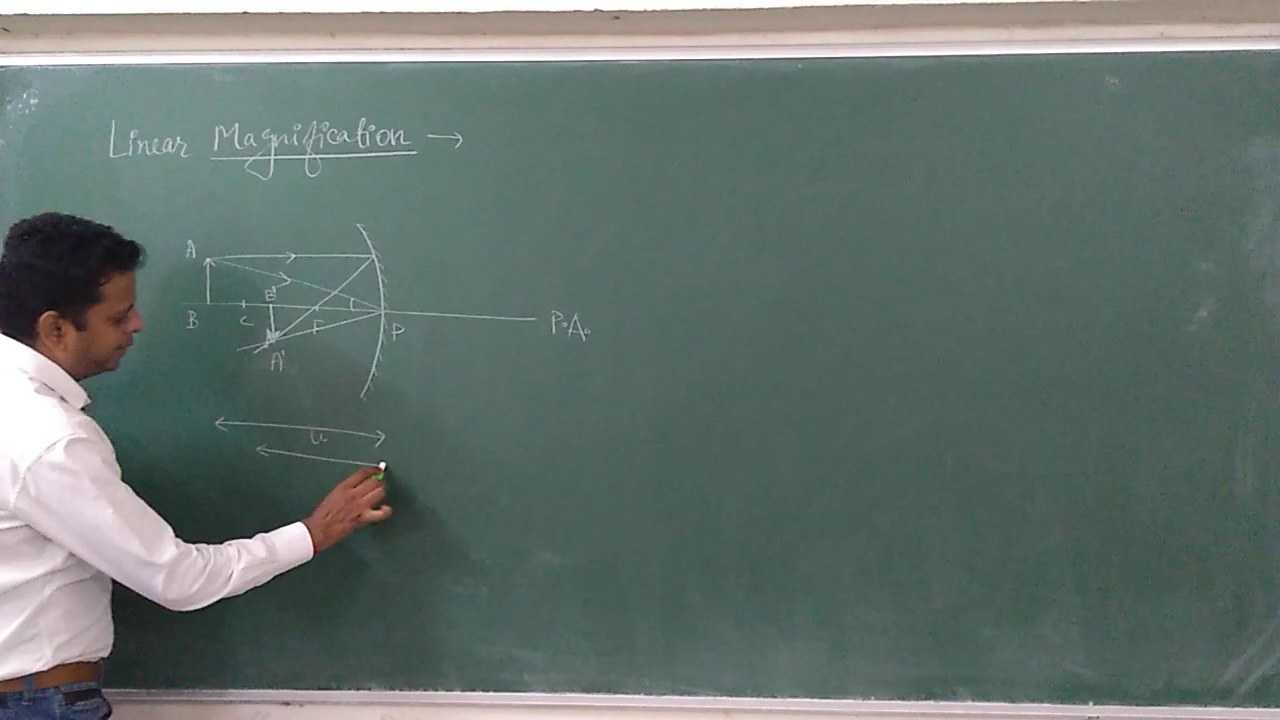 Linear Magnification →
A
B'
B C F P P.A.
A'
u